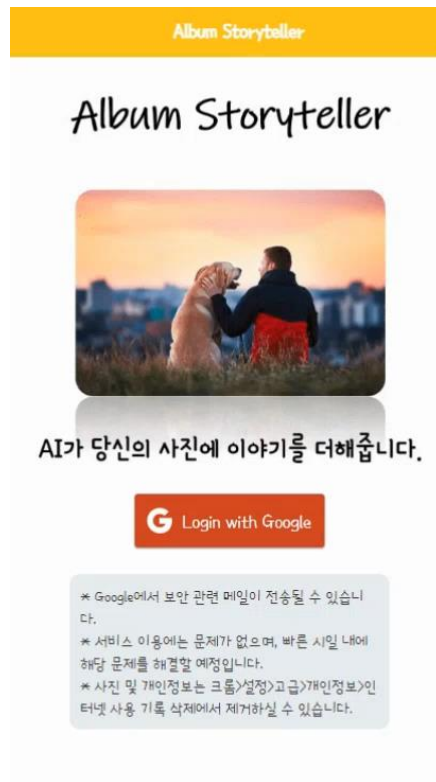 Album Storyteller
Album Storyteller
AI가 당신의 사진에 이야기를 더해줍니다.
G Login with Google
* Google에서 보안 관련 메일이 전송될 수 있습니
다.
* 서비스 이용에는 문제가 없으며, 빠른 시일 내에
해당 문제를 해결할 예정입니다.
* 사진 및 개인정보는 크롬>설정>고급>개인정보>인
터넷 사용 기록 삭제에서 제거하실 수 있습니다.